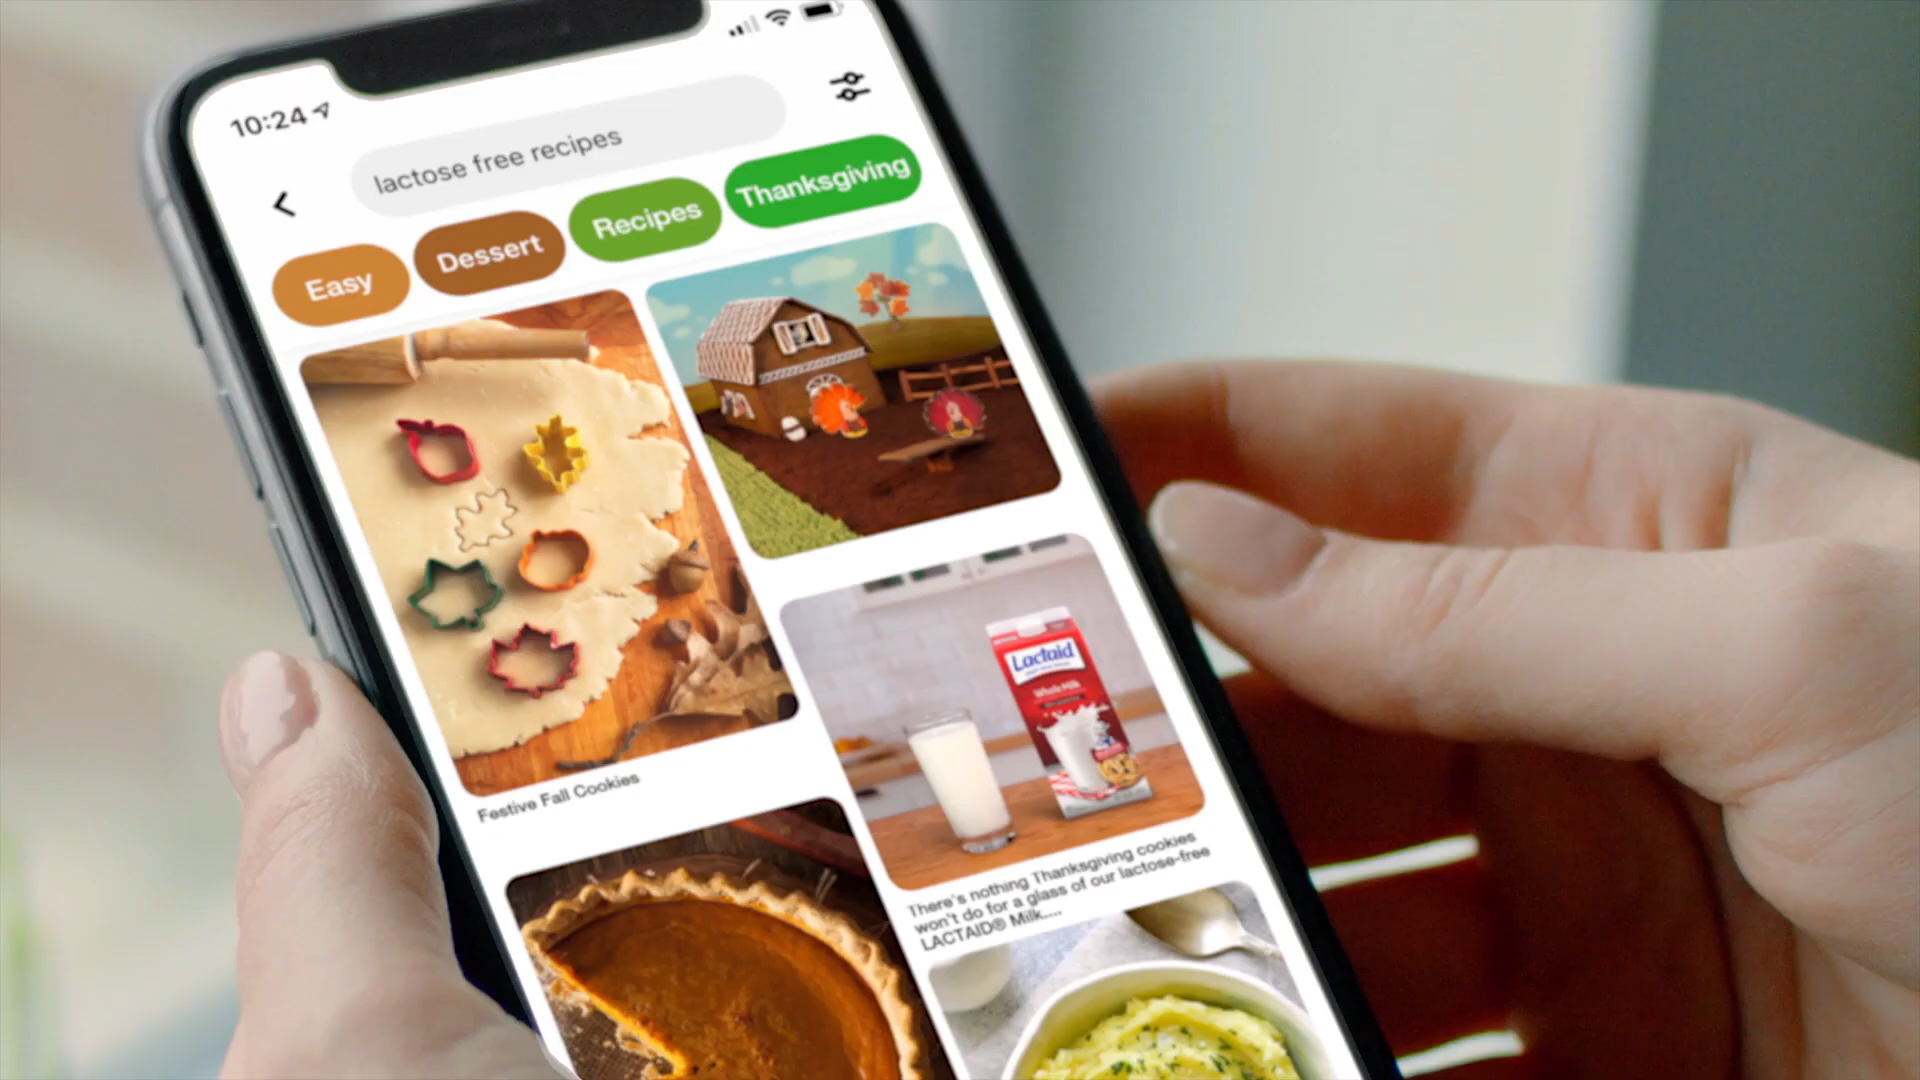 10:24
lactose free recipes
Easy
Dessert
Recipes
Thanksgiving
Lactaid
Whole Milk
Festive Fall Cookies
There's nothing Thanksgiving cookies
won't do for a glass of our lactose-free
LACTAID® Milk....